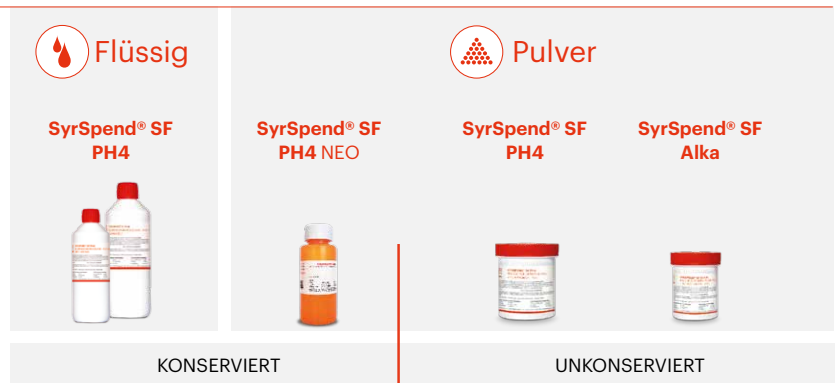 Flüssig
Pulver
SyrSpend® SF
PH4
SyrSpend® SF
PH4 NEO
SyrSpend® SF
PH4
SyrSpend® SF
Alka
KONSERVIERT
UNKONSERVIERT